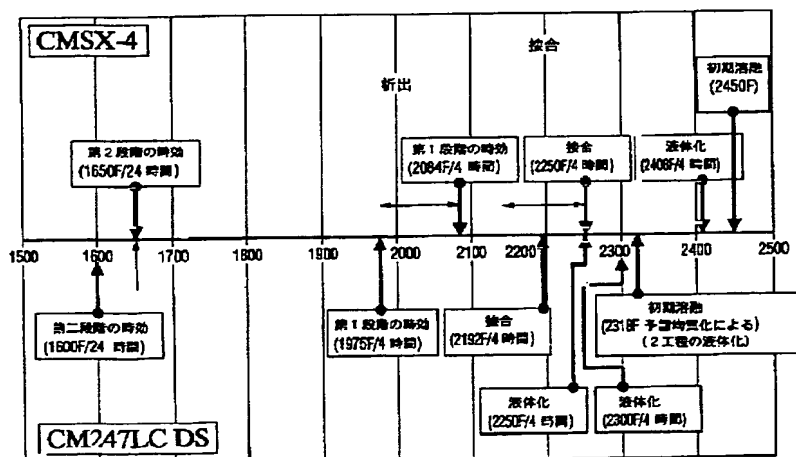 CMSX-4
接合
析出
初期溶融
(2450F)
第2段階の時効
(1650F/24 時間)
第1段階の時効
(2084F/4 時間)
接合
(2250F/4時間)
液体化
(2408F/4 時間)
1500 1600 1700 1800 1900 2000 2100 2200 2300 2400 2500
第二段階の時効
(1600F/24 時間)
第1段階の時効
(1975F/4 時間)
接合
(2192F/4 時間)
初期溶融
(2318F 予備均質化による)
(2工程の液体化)
液体化
(2250F/4 時間)
液体化
(2300F/4時間)
CM247LC DS